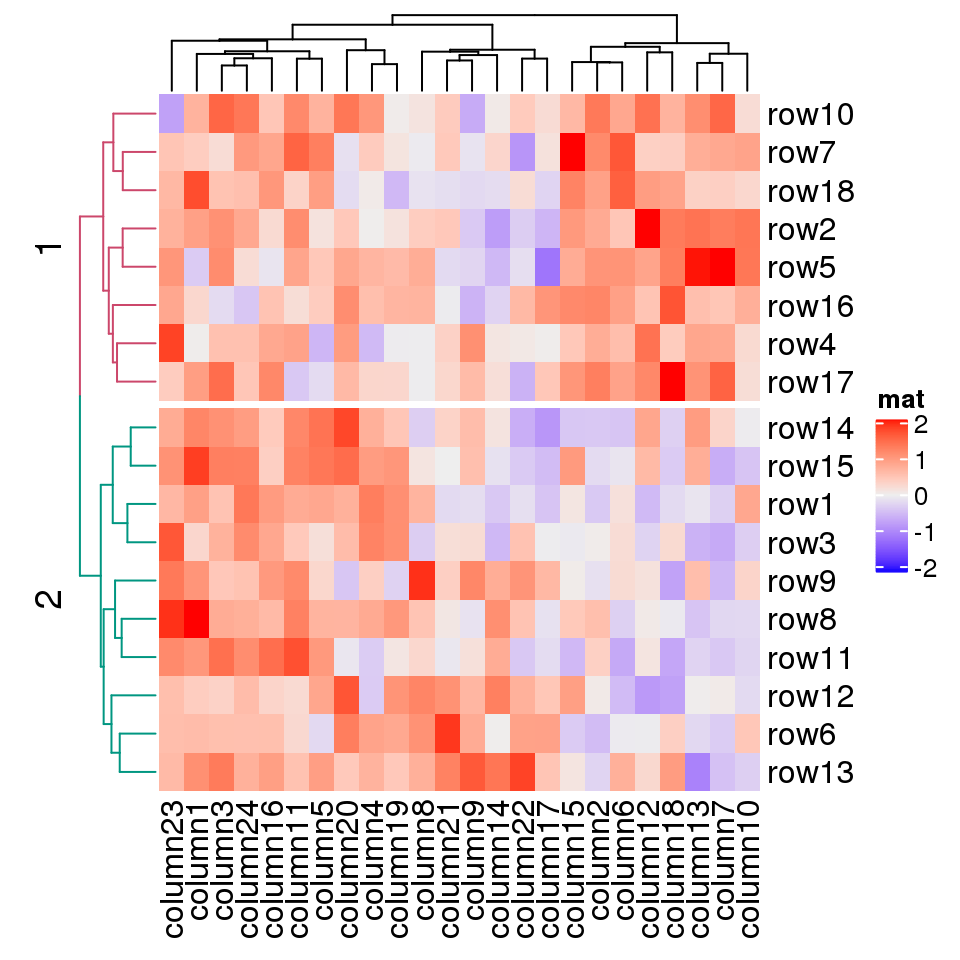 1
2
row10
row7
row18
row2
row5
row16
row4
row17
row14
row15
row1
row3
row9
row8
row11
row12
row6
row13
column23
column1
column3
column24
column16
column11
column5
column20
column4
column19
column8
column21
column9
column14
column22
column17
column15
column2
column6
column12
column18
column13
column7
column10
mat
2
1
0
-1
-2